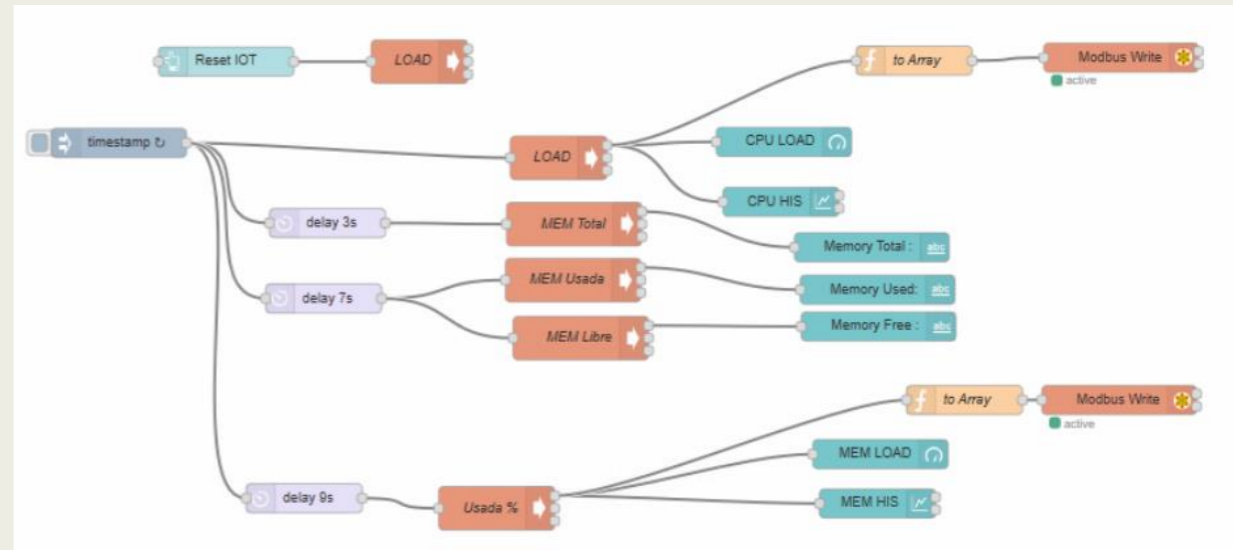 Reset IOT
LOAD
to Array
Modbus Write
active
timestamp ↻
LOAD
CPU LOAD
CPU HIS
delay 3s
MEM Total
Memory Total :
abc
delay 7s
MEM Usada
Memory Used:
abc
MEM Libre
Memory Free :
abc
to Array
Modbus Write
active
MEM LOAD
delay 9s
Usada %
MEM HIS